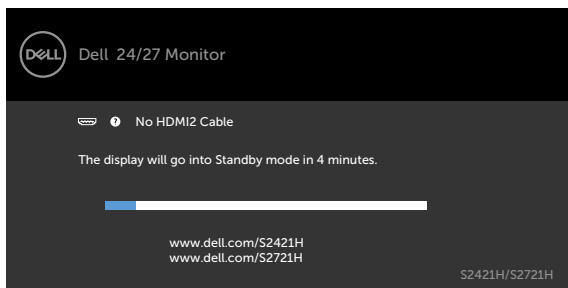 DELL Dell 24/27 Monitor
? No HDMI2 Cable
The display will go into Standby mode in 4 minutes.
www.dell.com/S2421H
www.dell.com/S2721H
S2421H/S2721H